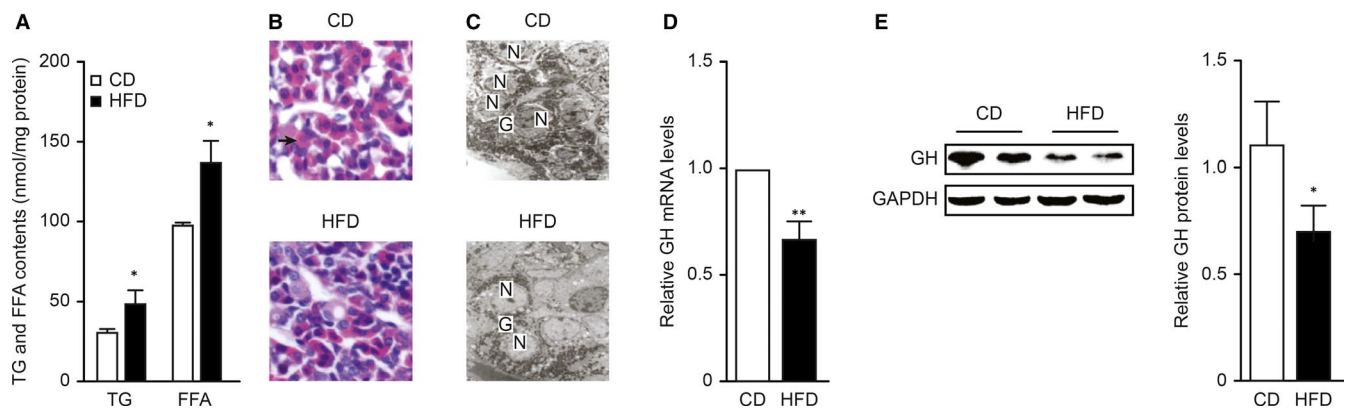 A
TG and FFA contents (nmol/mg protein)
200
150
100
50
0
CD
HFD
*
*
TG
FFA
B
CD
HFD
C
CD
N
N
N
G
N
HFD
N
G
N
D
Relative GH mRNA levels
1.5
1.0
0.5
0
**
CD
HFD
E
CD
HFD
GH
GAPDH
Relative GH protein levels
1.5
1.0
0.5
0
*
CD
HFD